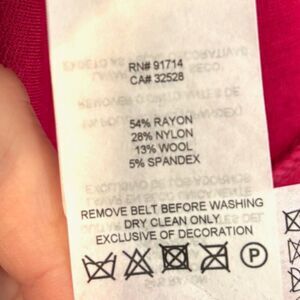 RN# 91714
CA# 32528
54% RAYON
28% NYLON
13% WOOL
5% SPANDEX
REMOVE BELT BEFORE WASHING
DRY CLEAN ONLY
EXCLUSIVE OF DECORATION
P